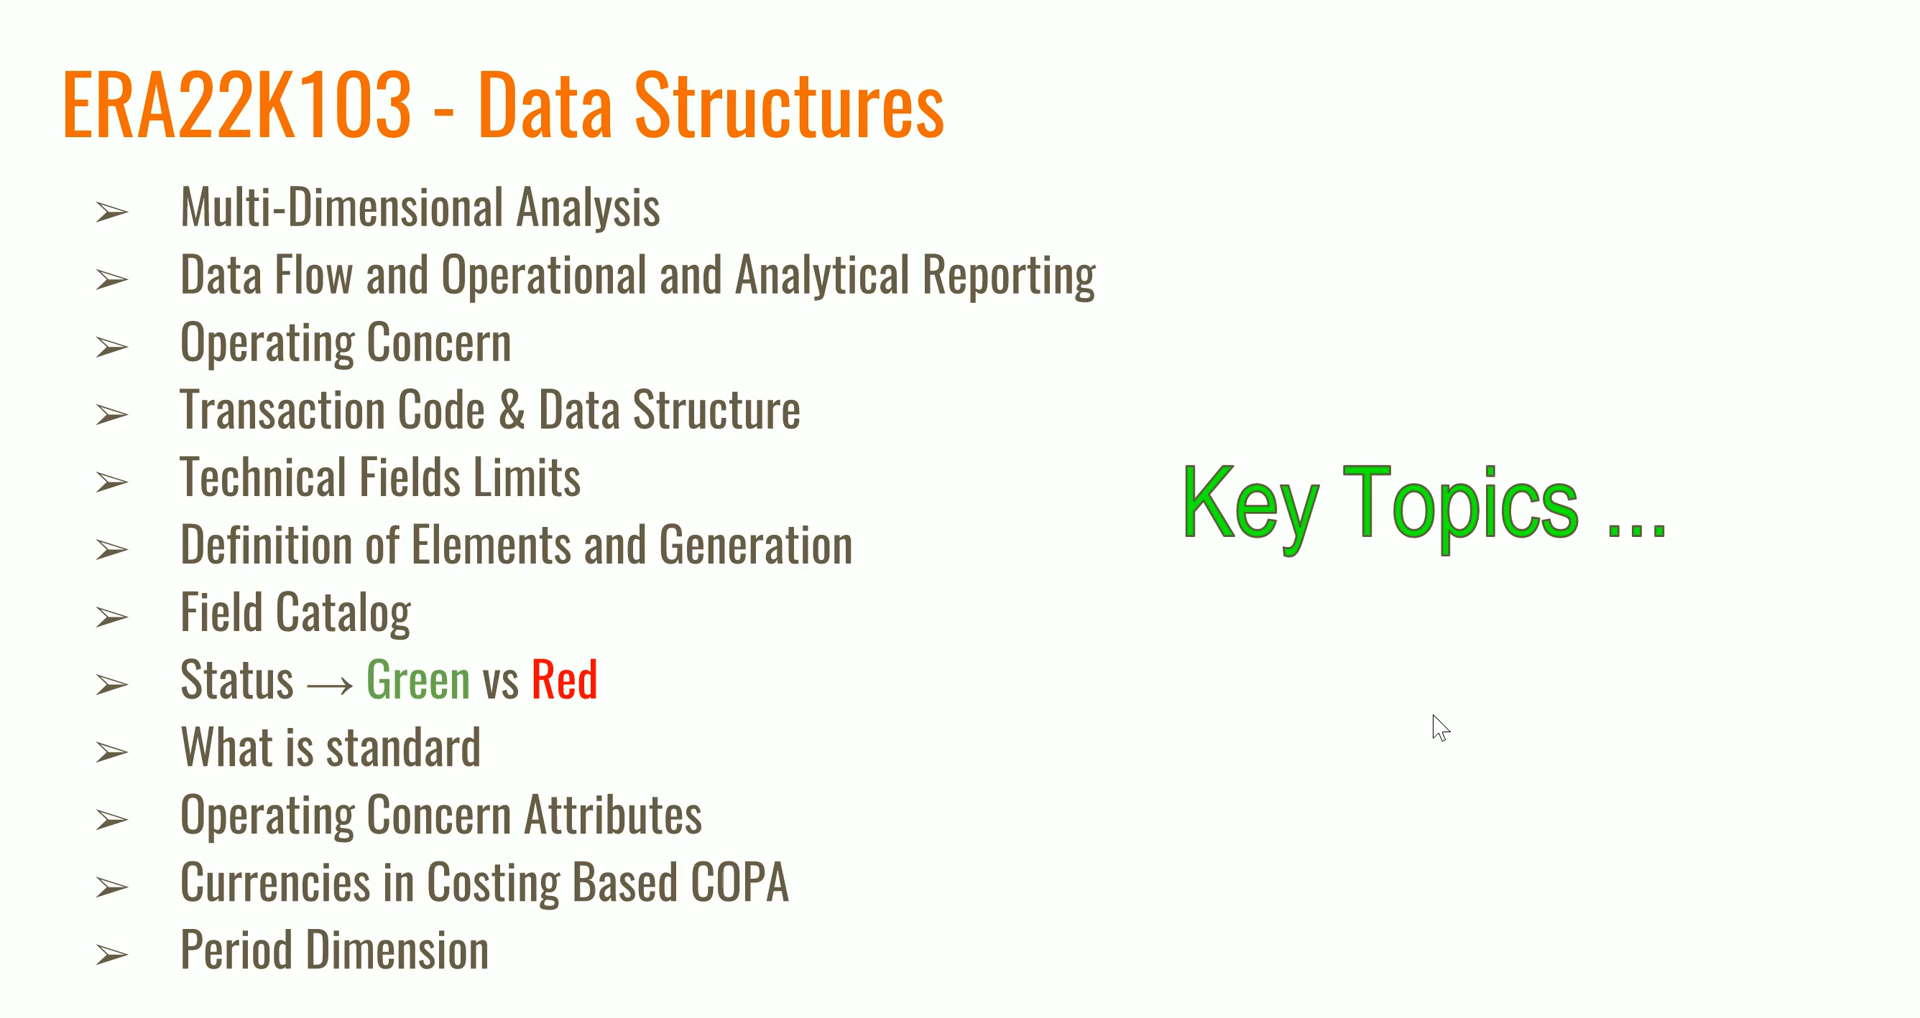 ERA22K103 - Data Structures
➢ Multi-Dimensional Analysis
➢ Data Flow and Operational and Analytical Reporting
➢ Operating Concern
➢ Transaction Code & Data Structure
➢ Technical Fields Limits
➢ Definition of Elements and Generation
➢ Field Catalog
➢ Status → Green vs Red
➢ What is standard
➢ Operating Concern Attributes
➢ Currencies in Costing Based COPA
➢ Period Dimension
Key Topics ...